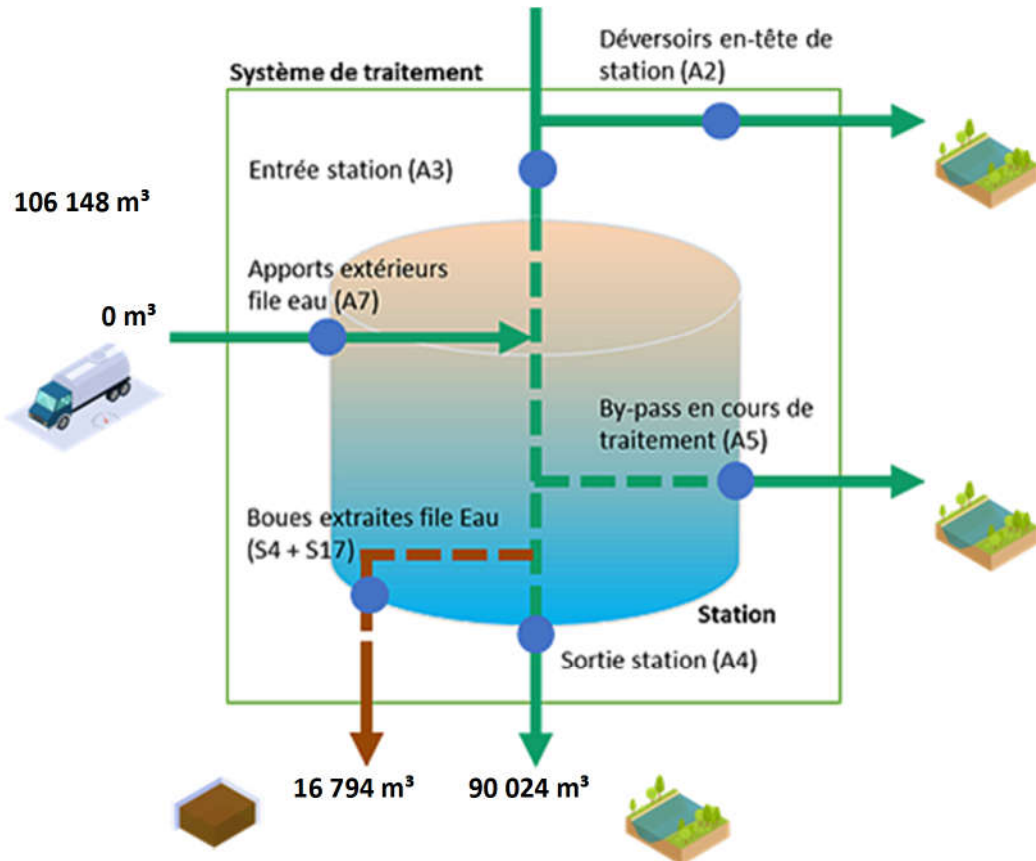 Déversoirs en-tête de
station (A2)
Système de traitement
Entrée station (A3)
106 148 m³
Apports extérieurs
file eau (A7)
0 m³
By-pass en cours de
traitement (A5)
Boues extraites file Eau
(S4 + S17)
Station
Sortie station (A4)
16 794 m³
90 024 m³